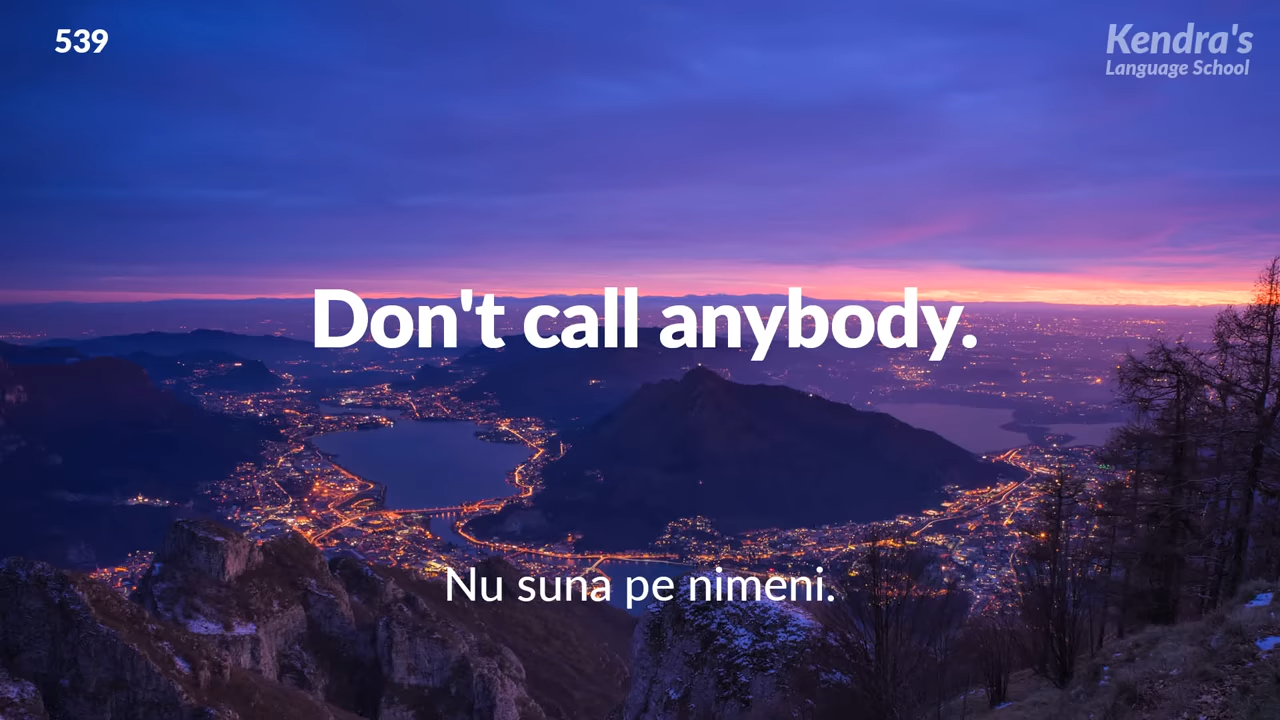 539
Kendra's
Language School
Don't call anybody.
Nu suna pe nimeni.